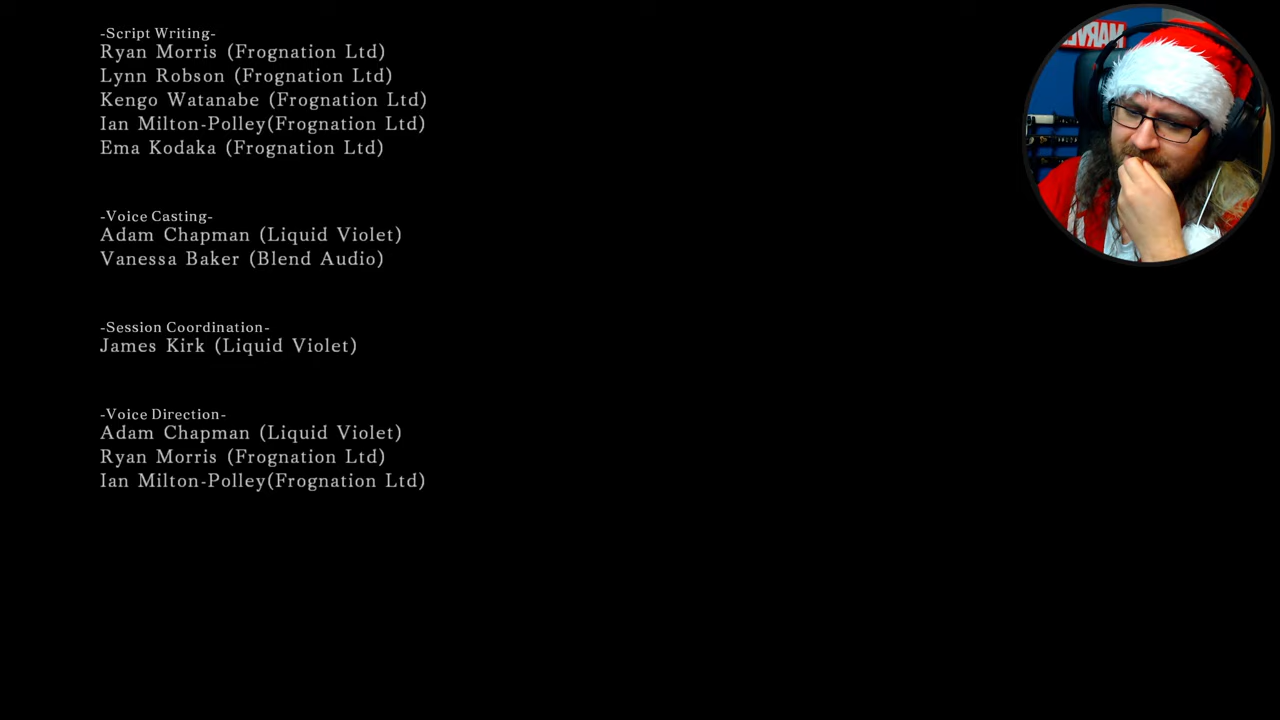 -Script Writing-
Ryan Morris (Frognation Ltd)
Lynn Robson (Frognation Ltd)
Kengo Watanabe (Frognation Ltd)
Ian Milton-Polley(Frognation Ltd)
Ema Kodaka (Frognation Ltd)
-Voice Casting-
Adam Chapman (Liquid Violet)
Vanessa Baker (Blend Audio)
-Session Coordination-
James Kirk (Liquid Violet)
-Voice Direction-
Adam Chapman (Liquid Violet)
Ryan Morris (Frognation Ltd)
Ian Milton-Polley(Frognation Ltd)
MARVEL